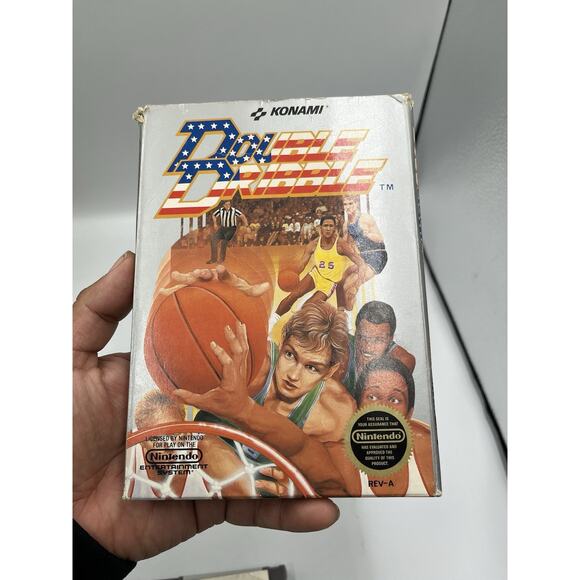 KONAMI
DOUBLE
DRIBBLE
TM
25
LICENSED BY NINTENDO
FOR PLAY ON THE
Nintendo
ENTERTAINMENT
SYSTEM
THIS SEAL IS
YOUR ASSURANCE THAT
Nintendo
HAS EVALUATED AND
APPROVED THE
QUALITY OF THIS
PRODUCT.
REV-A